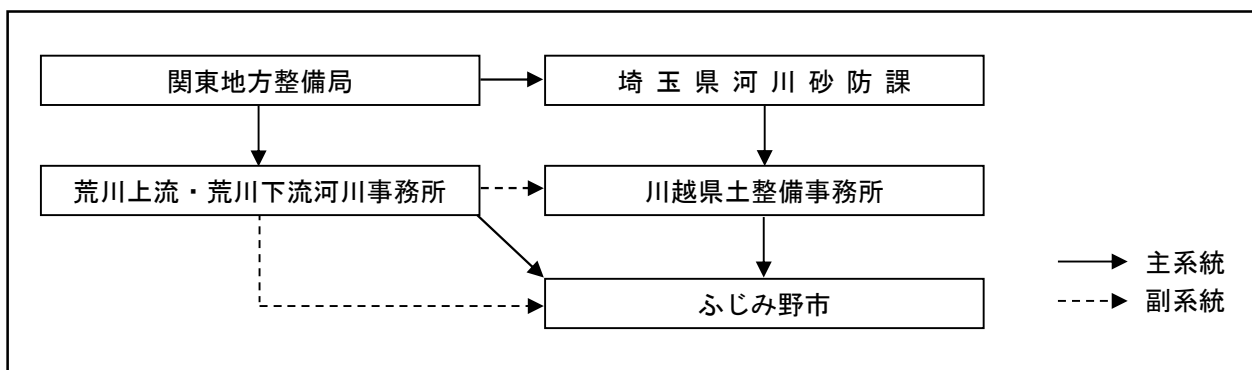 関東地方整備局
埼玉県河川砂防課
荒川上流・荒川下流河川事務所
川越県土整備事務所
ふじみ野市
主系統
副系統